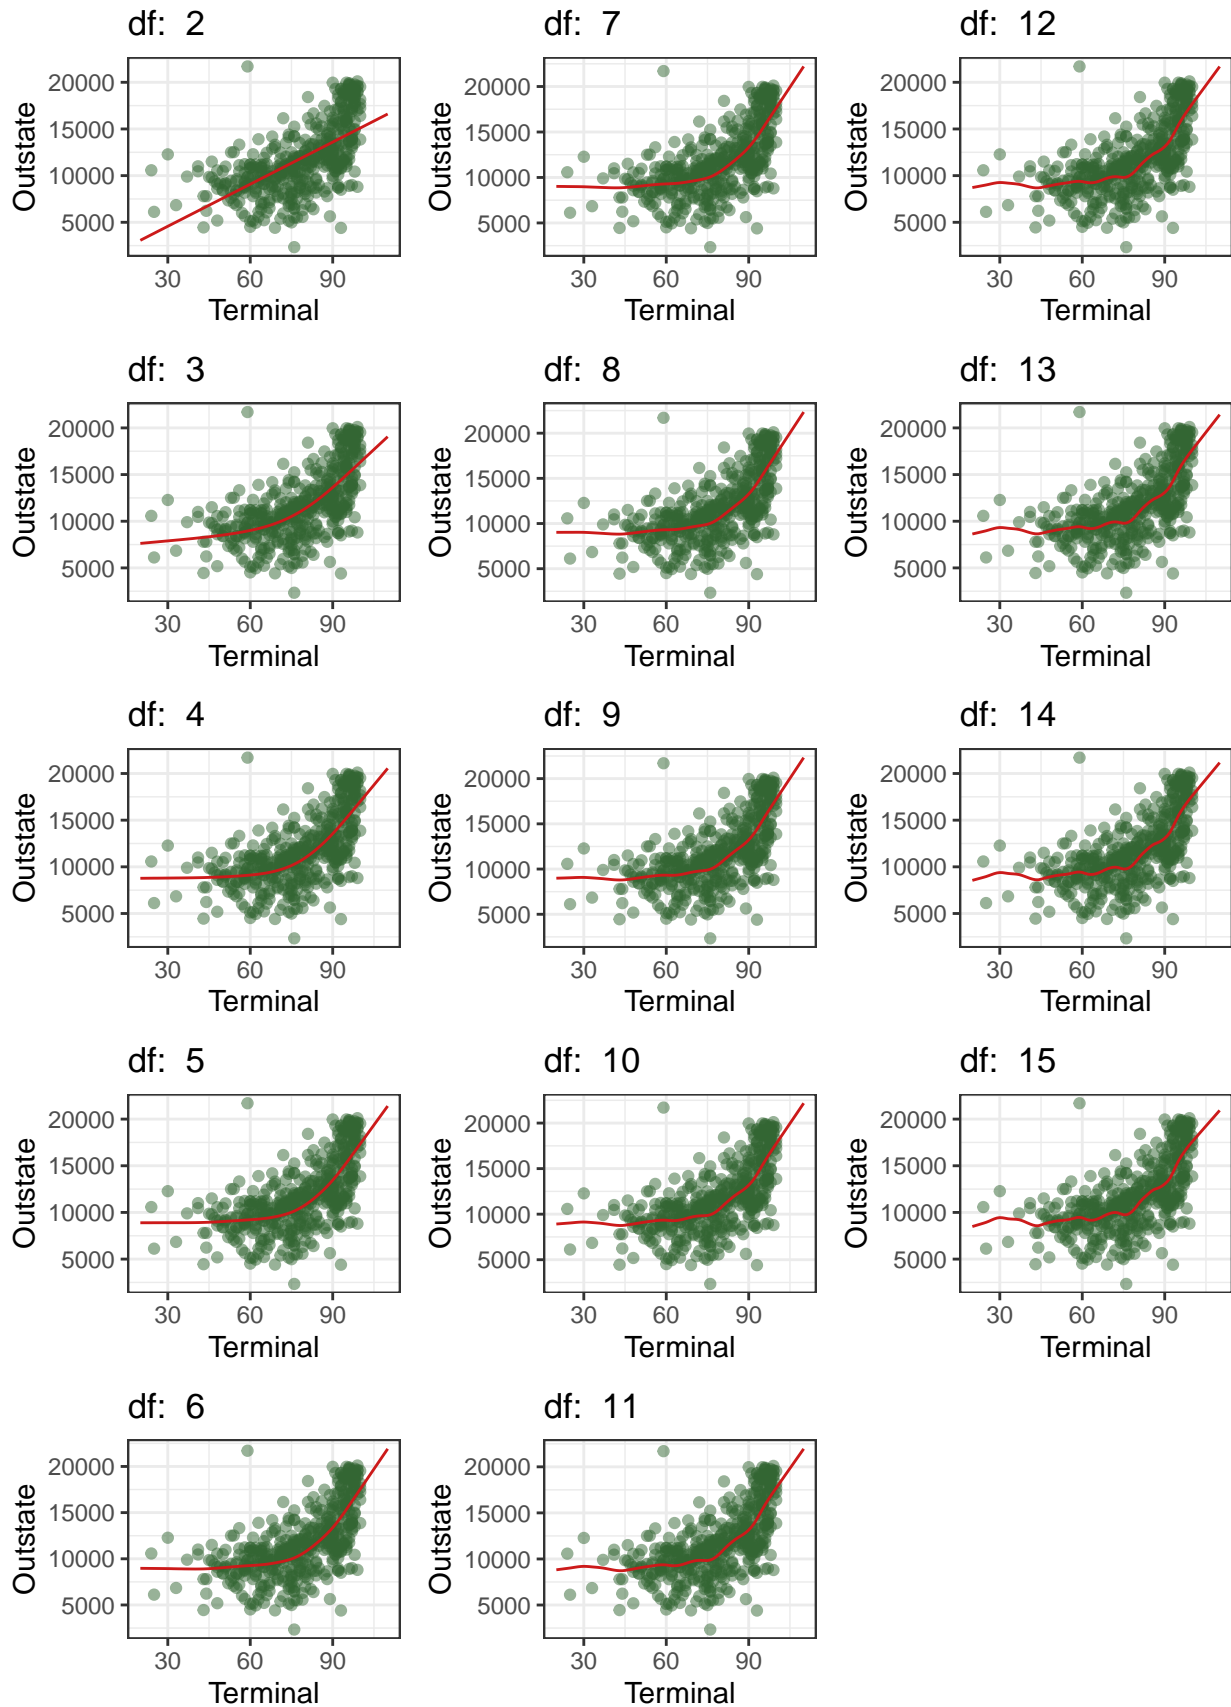 df:  2
20000
15000
10000
5000
Outstate
30 60 90
Terminal
df:  3
20000
15000
10000
5000
Outstate
30 60 90
Terminal
df:  4
20000
15000
10000
5000
Outstate
30 60 90
Terminal
df:  5
20000
15000
10000
5000
Outstate
30 60 90
Terminal
df:  6
20000
15000
10000
5000
Outstate
30 60 90
Terminal
df:  7
20000
15000
10000
5000
Outstate
30 60 90
Terminal
df:  8
20000
15000
10000
5000
Outstate
30 60 90
Terminal
df:  9
20000
15000
10000
5000
Outstate
30 60 90
Terminal
df:  10
20000
15000
10000
5000
Outstate
30 60 90
Terminal
df:  11
20000
15000
10000
5000
Outstate
30 60 90
Terminal
df:  12
20000
15000
10000
5000
Outstate
30 60 90
Terminal
df:  13
20000
15000
10000
5000
Outstate
30 60 90
Terminal
df:  14
20000
15000
10000
5000
Outstate
30 60 90
Terminal
df:  15
20000
15000
10000
5000
Outstate
30 60 90
Terminal